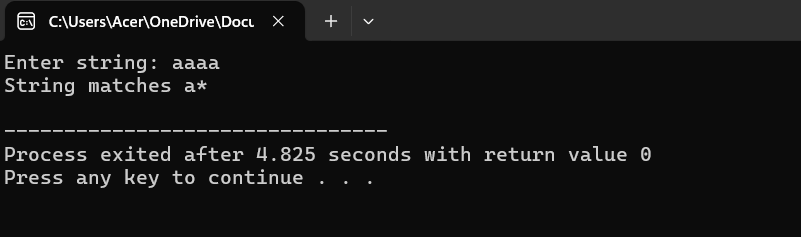 C:\Users\Acer\OneDrive\Docu
Enter string: aaaa
String matches a*
--------------------------------
Process exited after 4.825 seconds with return value 0
Press any key to continue . . .